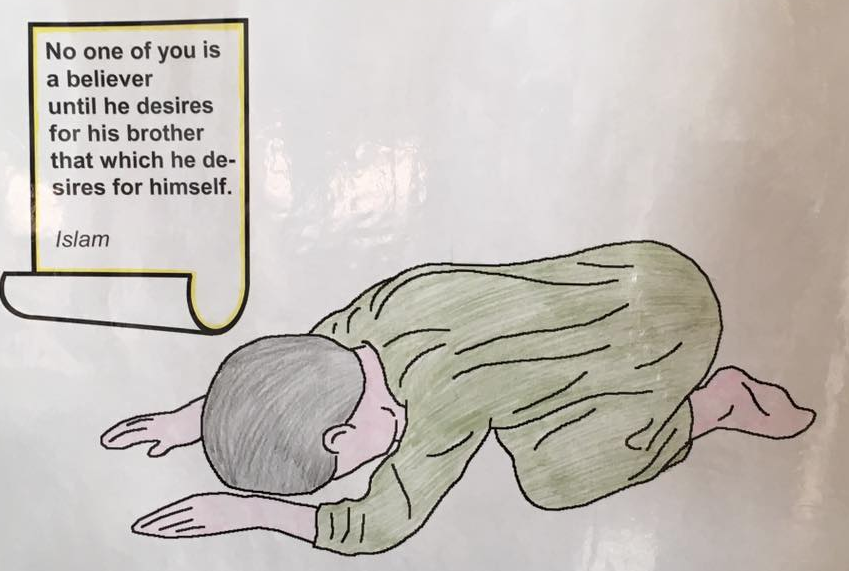 No one of you is
a believer
until he desires
for his brother
that which he de-
sires for himself.
Islam